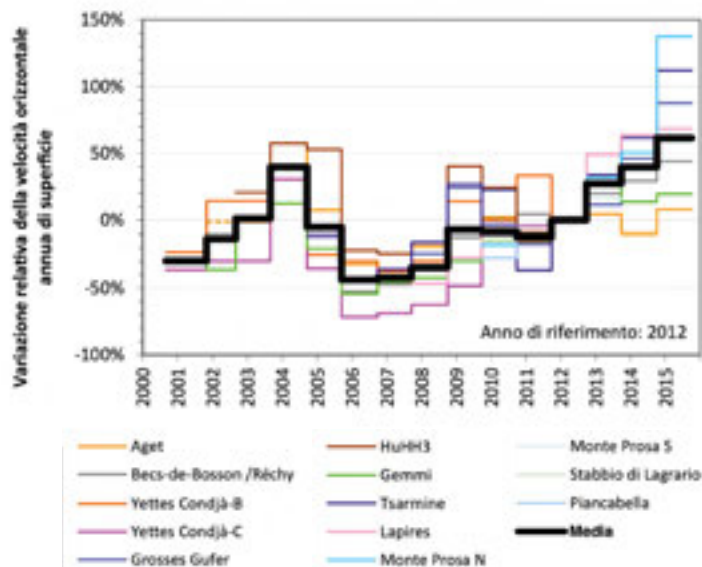 Variazione relativa della velocità orizzontale
annua di superficie
150%
100%
50%
0%
-50%
-100%
Anno di riferimento: 2012
2000
2001
2002
2003
2004
2005
2006
2007
2008
2009
2010
2011
2012
2013
2014
2015
Aget
Becs-de-Bosson /Réchy
Yettes Condjà-B
Yettes Condjà-C
Grosses Gufer
HuHH3
Gemmi
Tsarmine
Lapires
Monte Prosa N
Monte Prosa S
Stabbio di Lagrario
Piancabella
Media